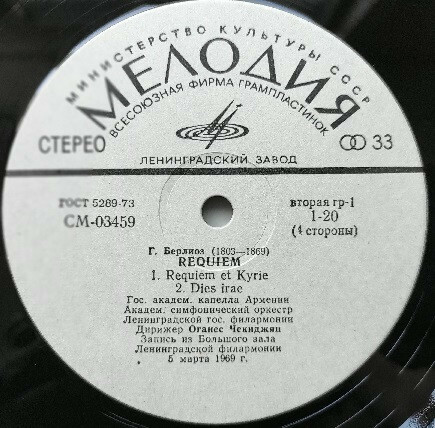 МИНИСТЕРСТВО КУЛЬТУРЫ СССР
МЕЛОДИЯ
ВСЕСОЮЗНАЯ ФИРМА ГРАМПЛАСТИНОК
СТЕРЕО
33
ЛЕНИНГРАДСКИЙ ЗАВОД
ГОСТ 5289-73
СМ-03459
вторая гр-1
1-20
(4 стороны)
Г. Берлиоз (1803—1869)
REQUIEM
1. Requiem et Kyrie
2. Dies irae
Гос. академ. капелла Армении
Академ. симфонический оркестр
Ленинградской гос. филармонии
Дирижер Оганес Чекиджян
Запись из Большого зала
Ленинградской филармонии
5 марта 1969 г.